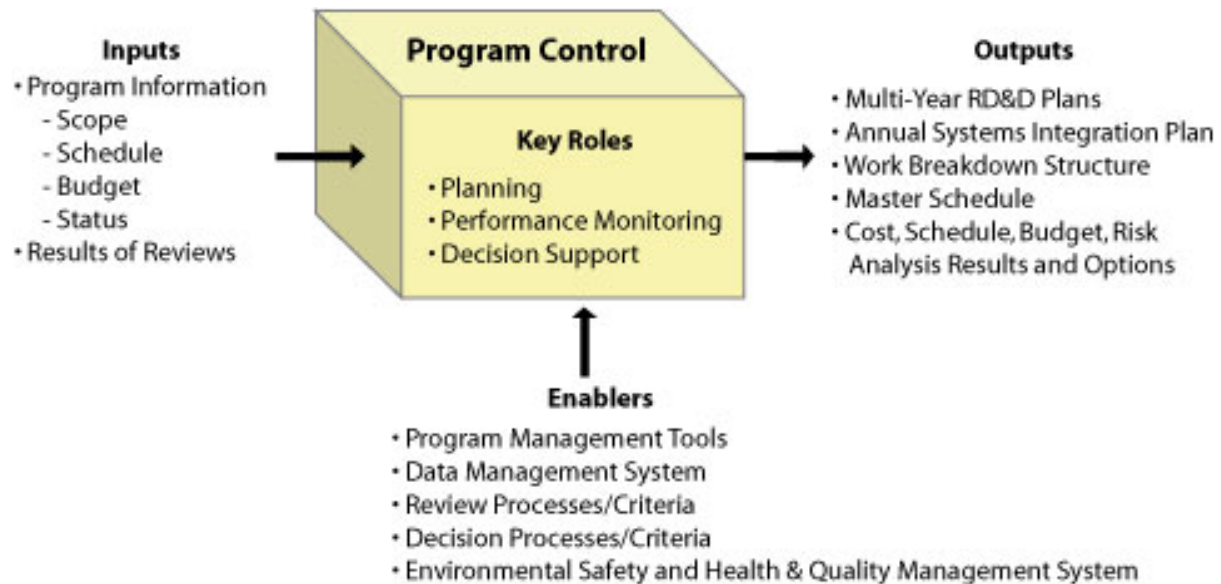 Inputs
• Program Information
- Scope
- Schedule
- Budget
- Status
• Results of Reviews
Program Control
Key Roles
• Planning
• Performance Monitoring
• Decision Support
Outputs
• Multi-Year RD&D Plans
• Annual Systems Integration Plan
• Work Breakdown Structure
• Master Schedule
• Cost, Schedule, Budget, Risk
Analysis Results and Options
Enablers
• Program Management Tools
• Data Management System
• Review Processes/Criteria
• Decision Processes/Criteria
• Environmental Safety and Health & Quality Management System